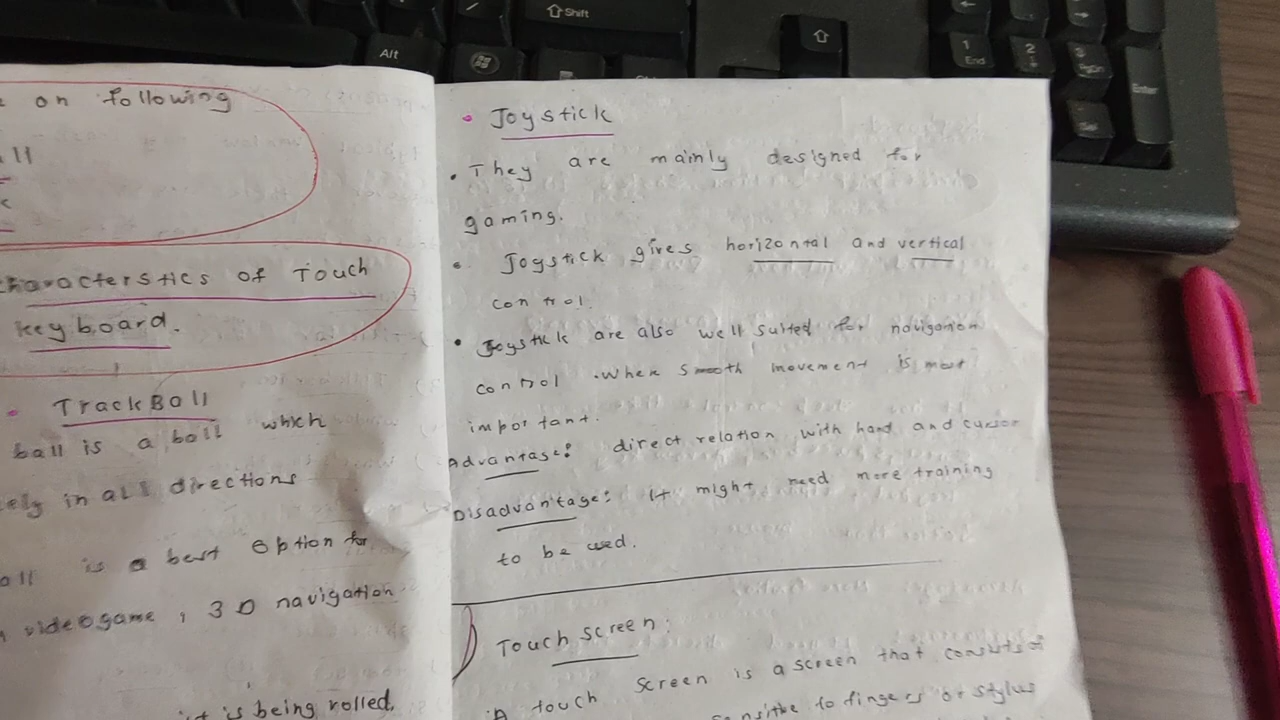 Shift
Alt
1
End
2
3
PgDn
Enter
Del
on following
all
characterstics of Touch
keyboard.
• TrackBall
ball is a ball which
ely in all directions
all is a best option for
n videogame, 3D navigation
it is being rolled.
• Joystick
• They are mainly designed for
gaming.
• Joystick gives horizontal and vertical
control.
• Joystick are also well suited for navigation
control. when smooth movement is most
important.
Advantage: direct relation with hand and cursor
Disadvantage: It might need more training
to be used.
Touch screen:
A touch screen is a screen that consists of
sensitive to fingers or stylus